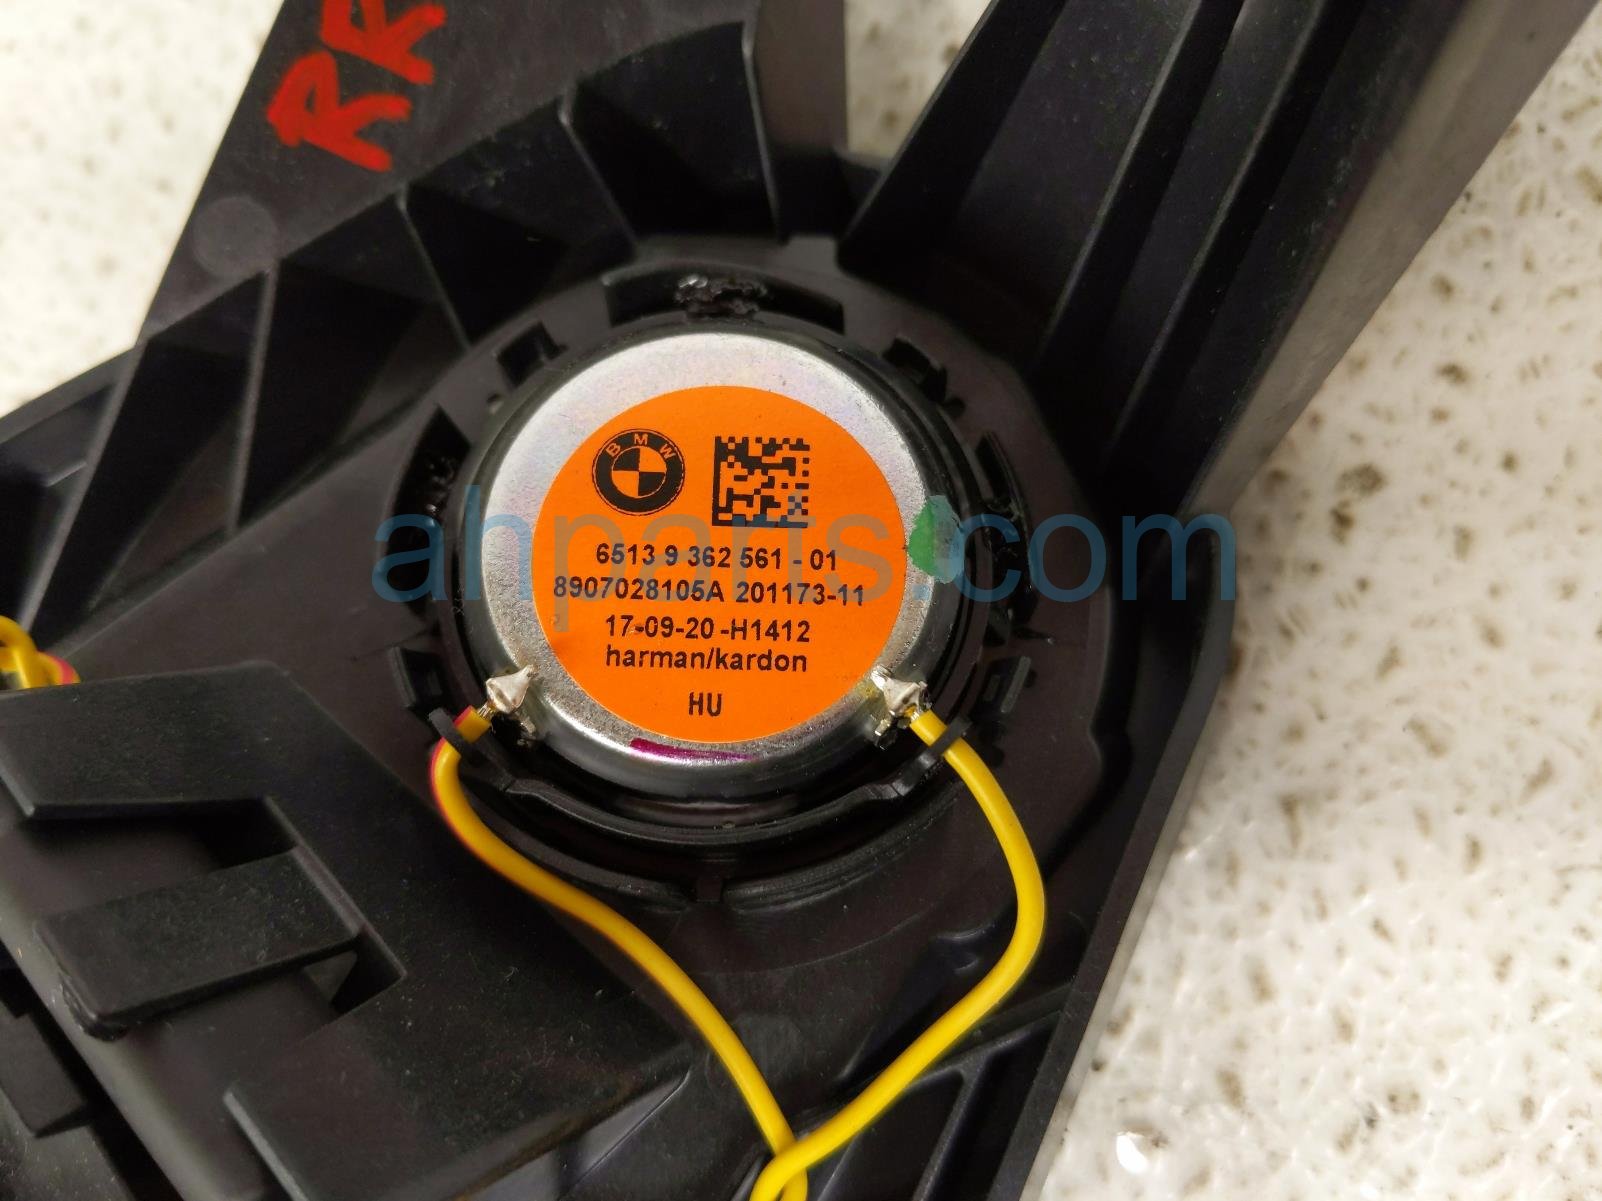 RR
BMW
6513 9 362 561 - 01
8907028105A 201173-11
17-09-20 -H1412
harman/kardon
HU
ahparts.com